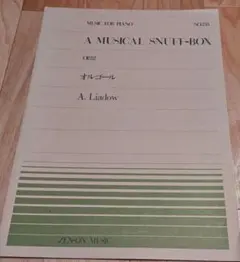 MUSIC FOR PIANO
A MUSICAL SNUFF-BOX
OP.32
オルゴール
A. Liadow
ZEN-ON MUSIC